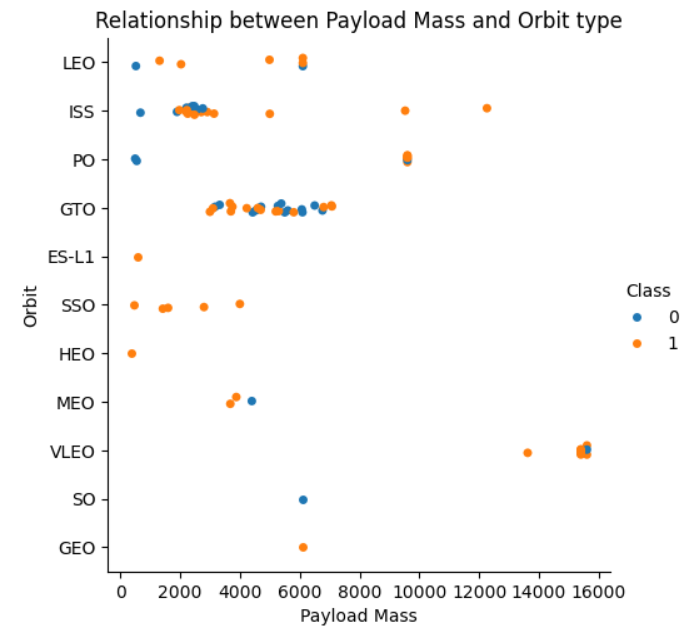 Relationship between Payload Mass and Orbit type
LEO
ISS
PO
GTO
ES-L1
SSO
HEO
MEO
VLEO
SO
GEO
Orbit
Class
0
1
0 2000 4000 6000 8000 10000 12000 14000 16000
Payload Mass